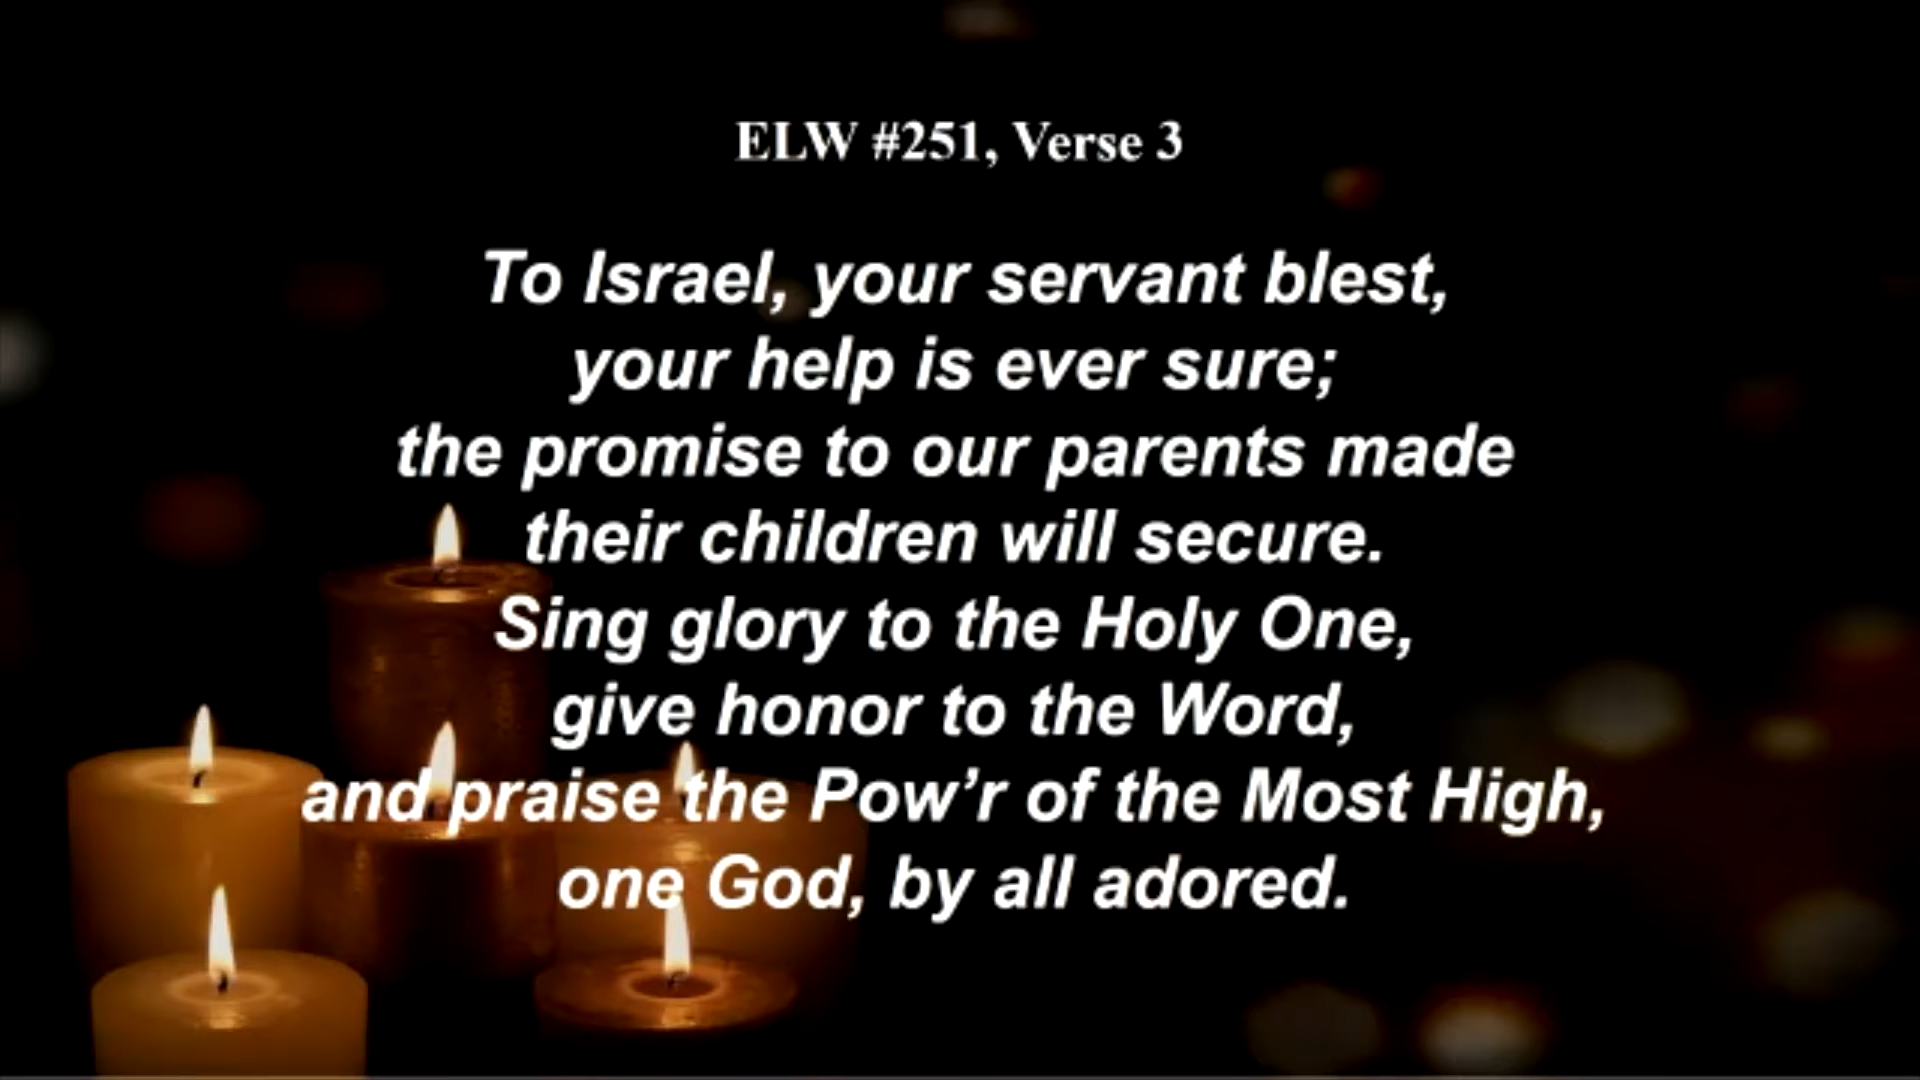 ELW #251, Verse 3
To Israel, your servant blest,
your help is ever sure;
the promise to our parents made
their children will secure.
Sing glory to the Holy One,
give honor to the Word,
and praise the Pow’r of the Most High,
one God, by all adored.